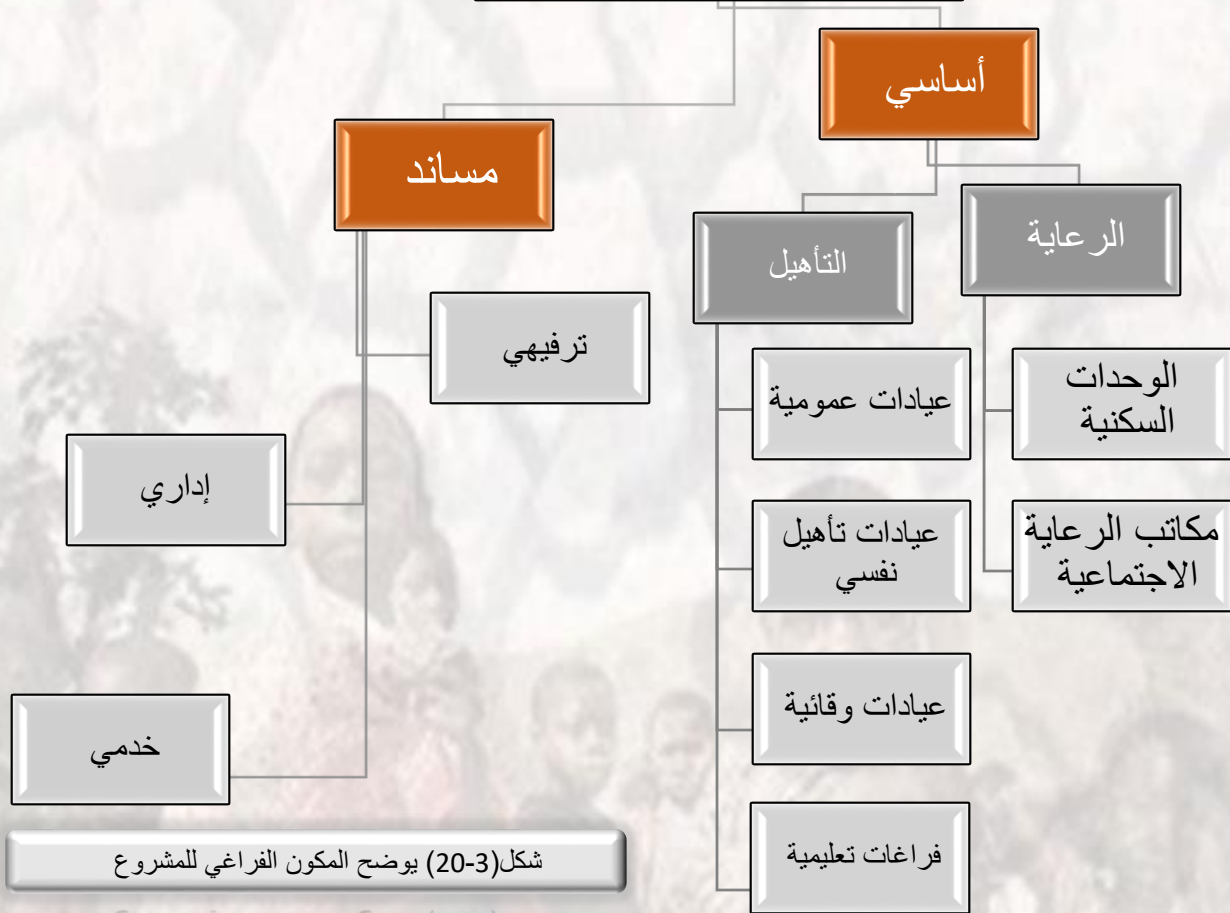 أساسي
مساند
الرعاية
التأهيل
ترفيهي
عيادات عمومية
الوحدات
السكنية
إداري
عيادات تأهيل
نفسي
مكاتب الرعاية
الاجتماعية
عيادات وقائية
خدمي
فراغات تعليمية
شكل(3-20) يوضح المكون الفراغي للمشروع